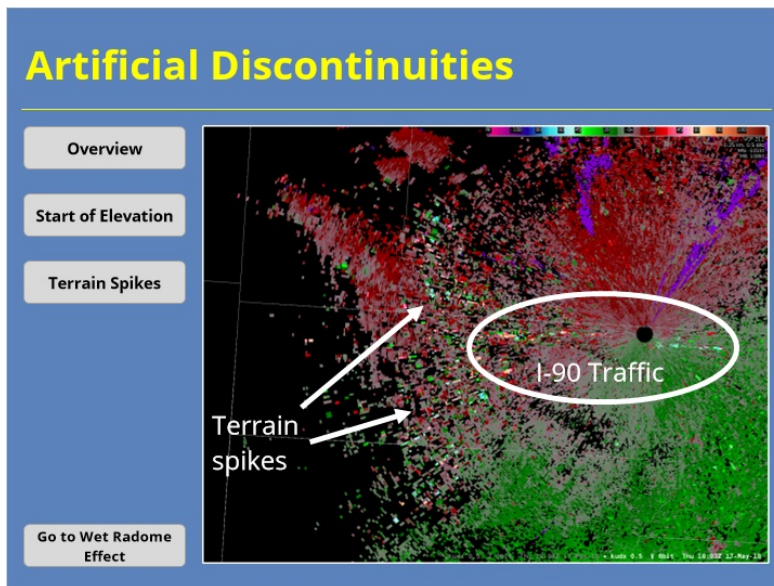 Artificial Discontinuities
Overview
Start of Elevation
Terrain Spikes
I-90 Traffic
Terrain
spikes
Go to Wet Radome
Effect